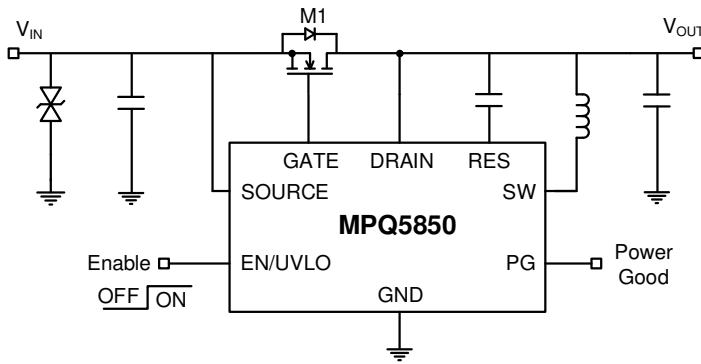 M1
VIN
VOUT
GATE DRAIN RES
SOURCE SW
MPQ5850
Enable EN/UVLO PG Power Good
OFF ON
GND